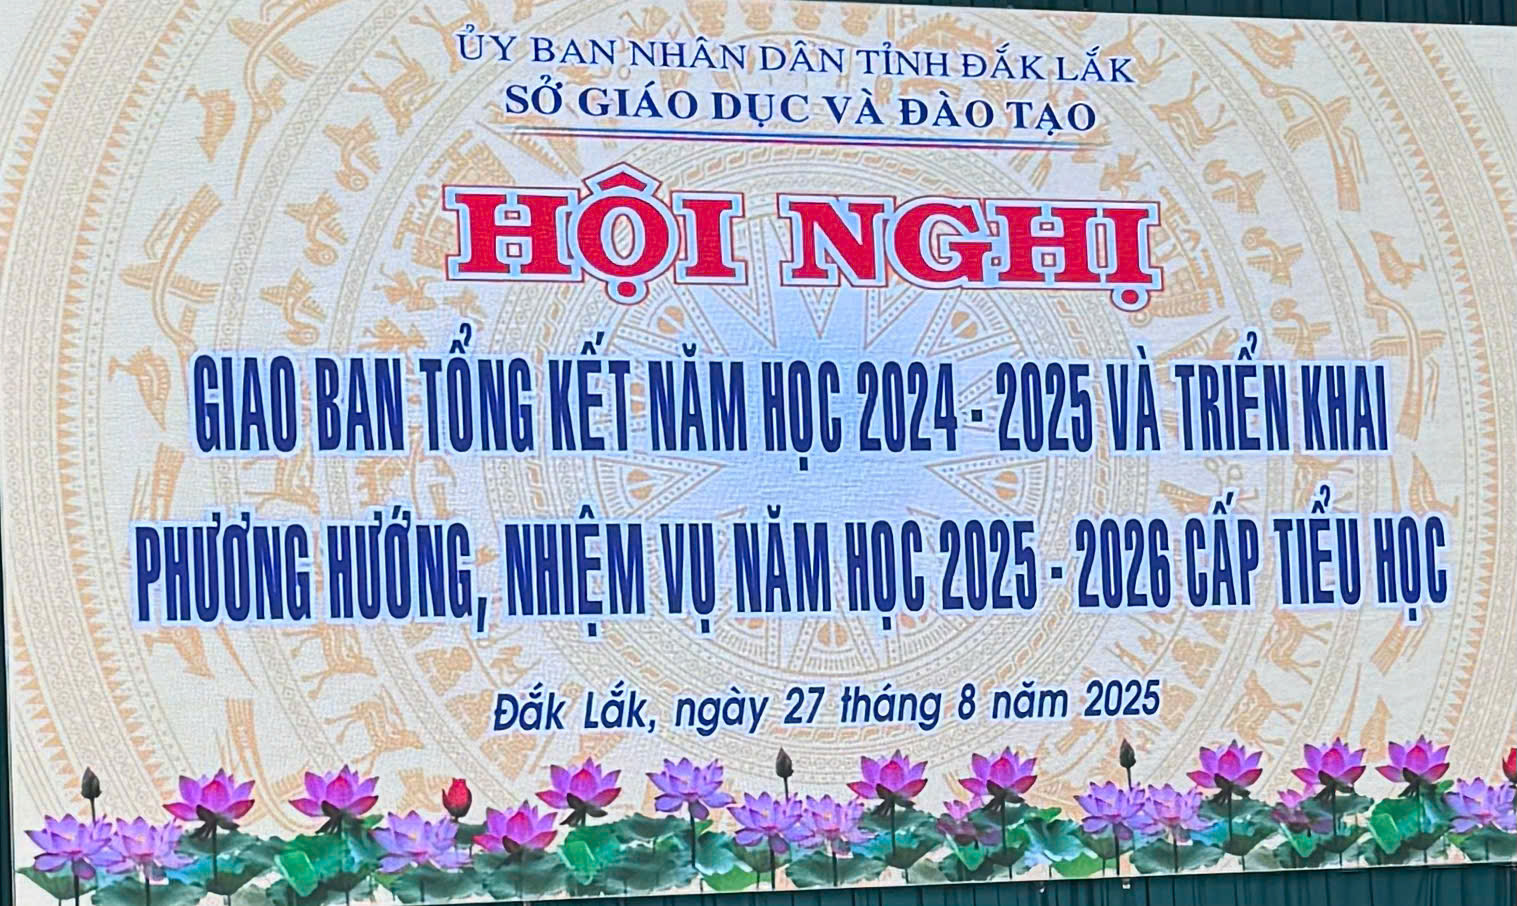 ỦY BAN NHÂN DÂN TỈNH ĐẮK LẮK
SỞ GIÁO DỤC VÀ ĐÀO TẠO
HỘI NGHỊ
GIAO BAN TỔNG KẾT NĂM HỌC 2024 - 2025 VÀ TRIỂN KHAI
PHƯƠNG HƯỚNG, NHIỆM VỤ NĂM HỌC 2025 - 2026 CẤP TIỂU HỌC
Đắk Lắk, ngày 27 tháng 8 năm 2025